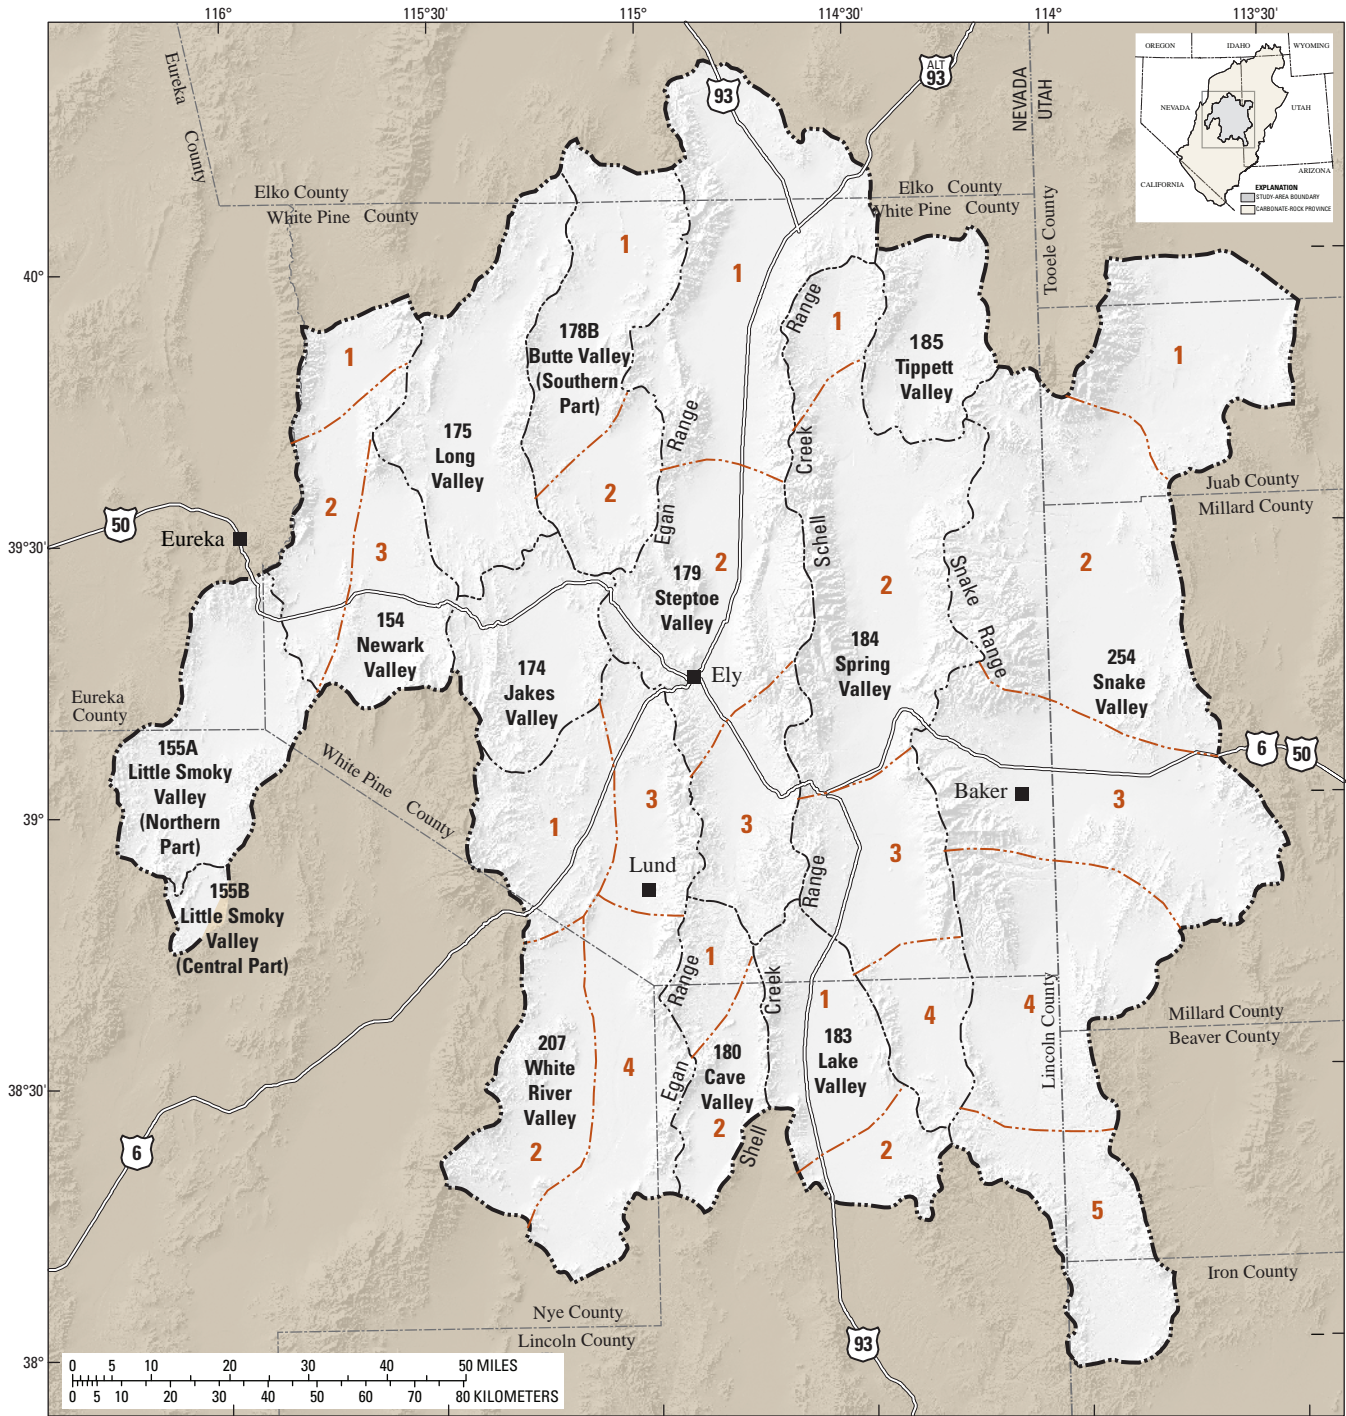 116°
115°30'
115°
114°30'
114°
113°30'
40°
39°30'
39°
38°30'
38°
OREGON
IDAHO
WYOMING
NEVADA
UTAH
CALIFORNIA
ARIZONA
EXPLANATION
STUDY-AREA BOUNDARY
CARBONATE-ROCK PROVINCE
93
ALT
93
NEVADA
UTAH
Eureka County
Elko County
White Pine County
Elko County
White Pine County
Tooele County
1
1
1
1
1
178B
Butte Valley
(Southern
Part)
185
Tippett
Valley
175
Long
Valley
Range
Creek
Schell
Range
Egan
2
2
3
2
2
2
Juab County
Millard County
50
Eureka
179
Steptoe
Valley
Snake
Range
154
Newark
Valley
174
Jakes
Valley
Ely
184
Spring
Valley
254
Snake
Valley
Eureka
County
155A
Little Smoky
Valley
(Northern
Part)
White Pine County
6
50
Baker
3
3
3
3
1
Lund
155B
Little Smoky
Valley
(Central Part)
Range
Range
Creek
1
1
4
4
Lincoln County
Millard County
Beaver County
207
White
River
Valley
4
180
Cave
Valley
183
Lake
Valley
Egan
2
2
Shell
2
6
5
Iron County
Nye County
Lincoln County
93
0 5 10 20 30 40 50 MILES
0 5 10 20 30 40 50 60 70 80 KILOMETERS